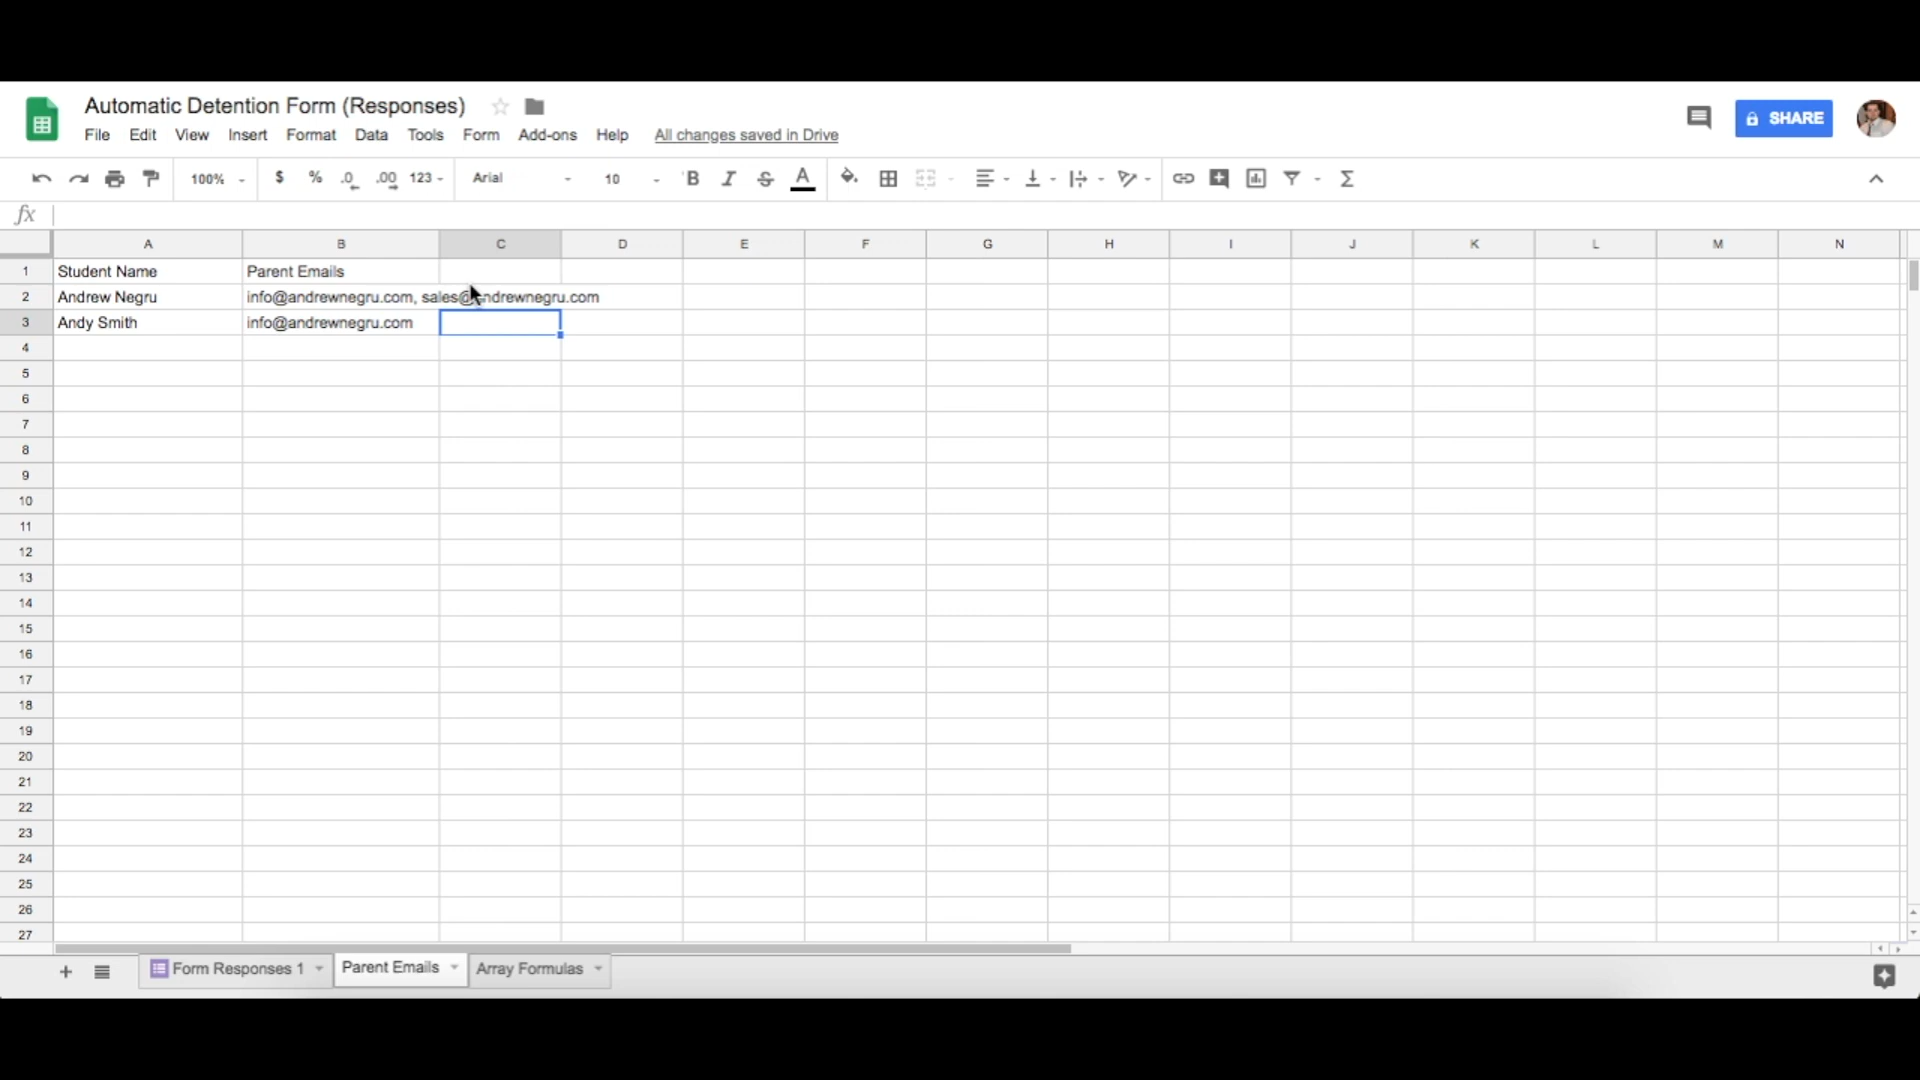 Automatic Detention Form (Responses)
SHARE
File Edit View Insert Format Data Tools Form Add-ons Help All changes saved in Drive
100% $ % .0 .00 123 Arial 10 B I S A Σ
fx
A B C D E F G H I J K L M N
1 Student Name Parent Emails
2 Andrew Negru info@andrewnegru.com, sales@andrewnegru.com
3 Andy Smith info@andrewnegru.com
4
5
6
7
8
9
10
11
12
13
14
15
16
17
18
19
20
21
22
23
24
25
26
27
+ Form Responses 1 Parent Emails Array Formulas